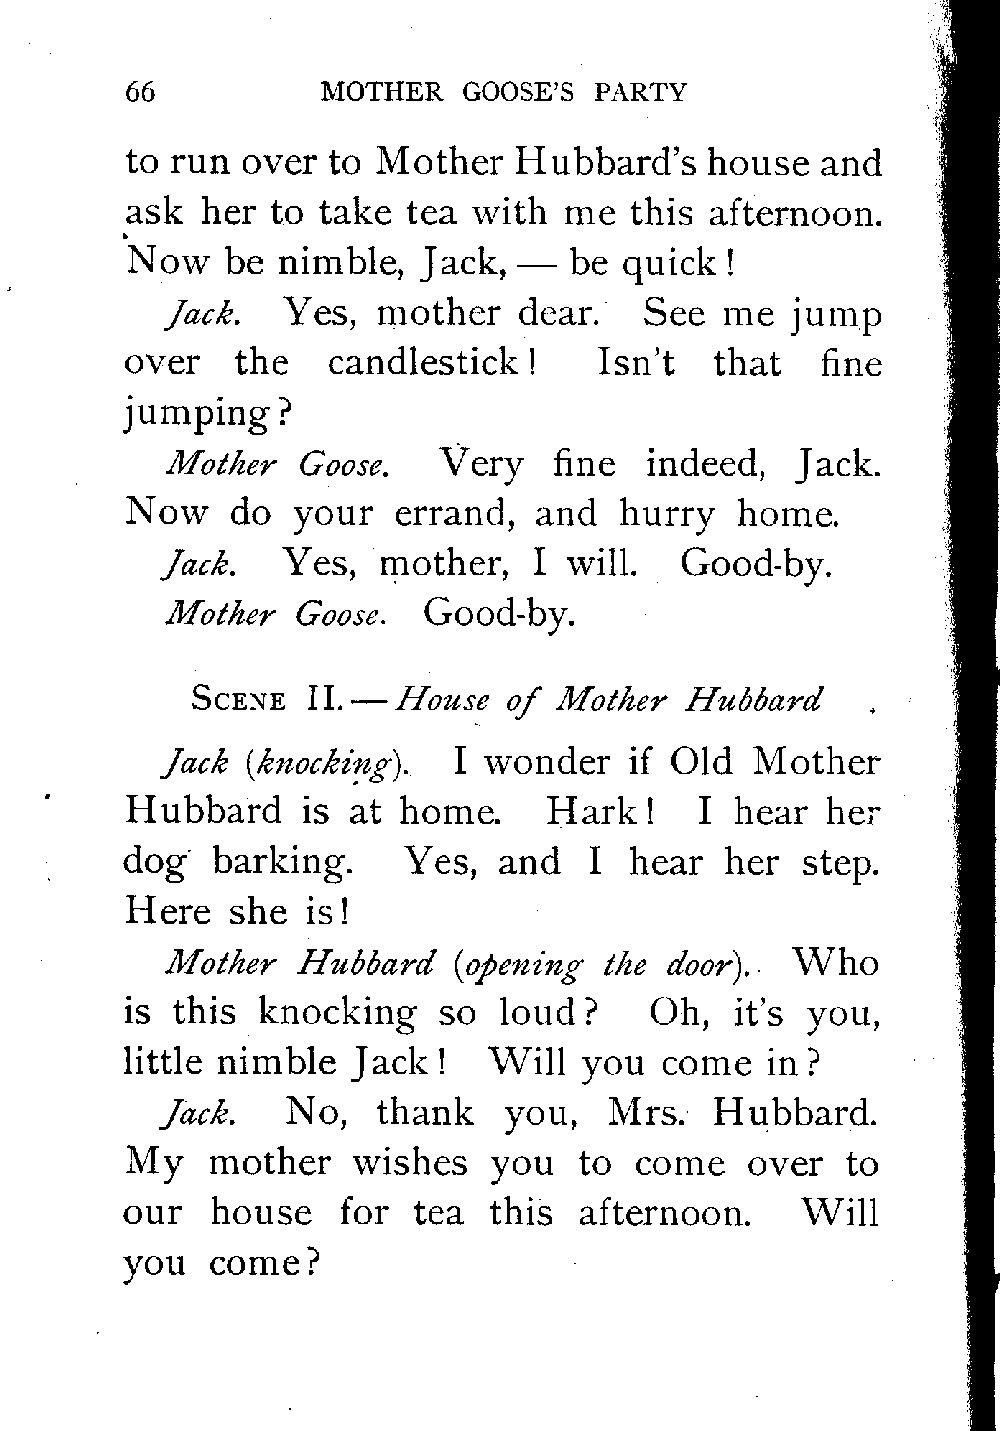 66 MOTHER GOOSE'S PARTY
to run over to Mother Hubbard's house and
ask her to take tea with me this afternoon.
Now be nimble, Jack, — be quick!
Jack. Yes, mother dear. See me jump
over the candlestick! Isn't that fine
jumping?
Mother Goose. Very fine indeed, Jack.
Now do your errand, and hurry home.
Jack. Yes, mother, I will. Good-by.
Mother Goose. Good-by.
SCENE II. — House of Mother Hubbard
Jack (knocking). I wonder if Old Mother
Hubbard is at home. Hark! I hear her
dog barking. Yes, and I hear her step.
Here she is!
Mother Hubbard (opening the door). Who
is this knocking so loud? Oh, it's you,
little nimble Jack! Will you come in?
Jack. No, thank you, Mrs. Hubbard.
My mother wishes you to come over to
our house for tea this afternoon. Will
you come?